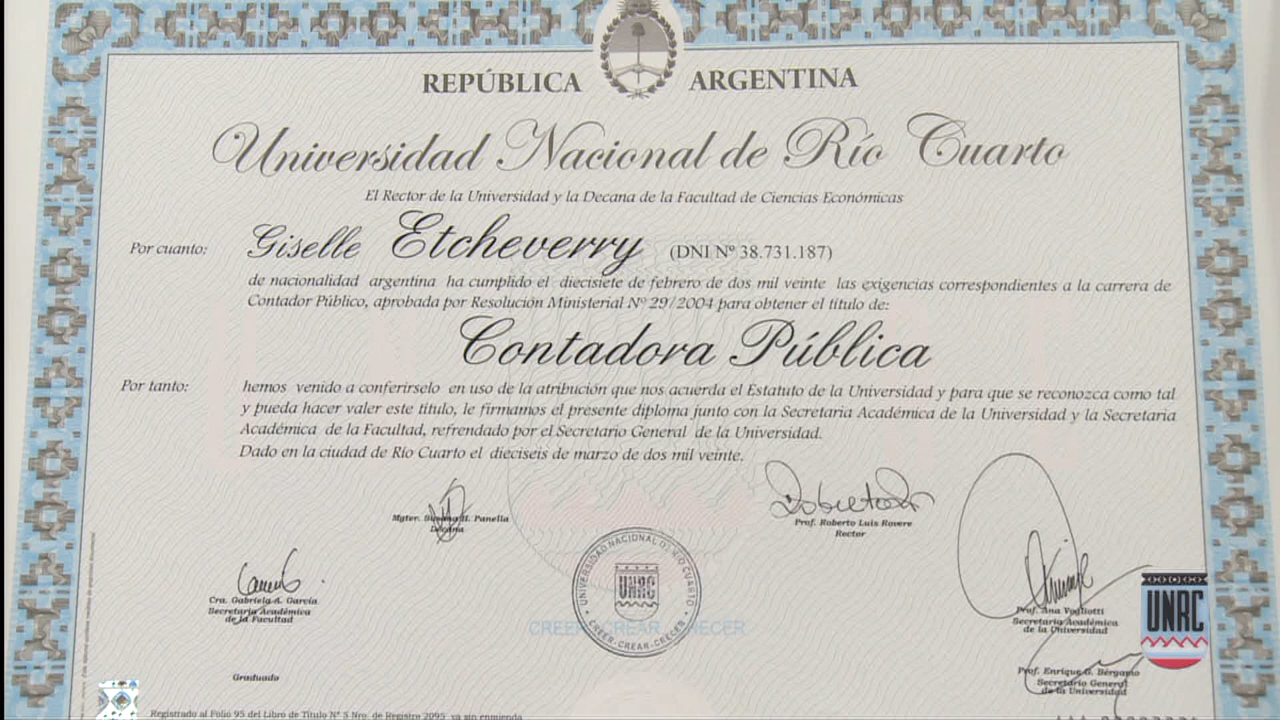 REPÚBLICA ARGENTINA
Universidad Nacional de Río Cuarto
El Rector de la Universidad y la Decana de la Facultad de Ciencias Económicas
Por cuanto: Giselle Etcheverry (DNI Nº 38.731.187)
de nacionalidad argentina ha cumplido el diecisiete de febrero de dos mil veinte las exigencias correspondientes a la carrera de
Contador Público, aprobada por Resolución Ministerial Nº 29/2004 para obtener el título de:
Contadora Pública
Por tanto: hemos venido a conferirselo en uso de la atribución que nos acuerda el Estatuto de la Universidad y para que se reconozca como tal
y pueda hacer valer este título, le firmamos el presente diploma junto con la Secretaria Académica de la Universidad y la Secretaria
Académica de la Facultad, refrendado por el Secretario General de la Universidad.
Dado en la ciudad de Río Cuarto el dieciseis de marzo de dos mil veinte.
Mgter. Susana H. Panella
Decana
Prof. Roberto Luis Rovere
Rector
Cra. Gabriela A. García
Secretaria Académica
de la Facultad
UNIVERSIDAD NACIONAL DE RÍO CUARTO
UNRC
CREER-CREAR-CRECER
CREER CREAR CRECER
Prof. Ana Vogliotti
Secretaria Académica
de la Universidad
UNRC
Prof. Enrique G. Bérgamo
Secretario General
de la Universidad
Graduado
Registrado al Folio 95 del Libro de Título Nº 5 Nro. de Registro 2095 va sin enmienda